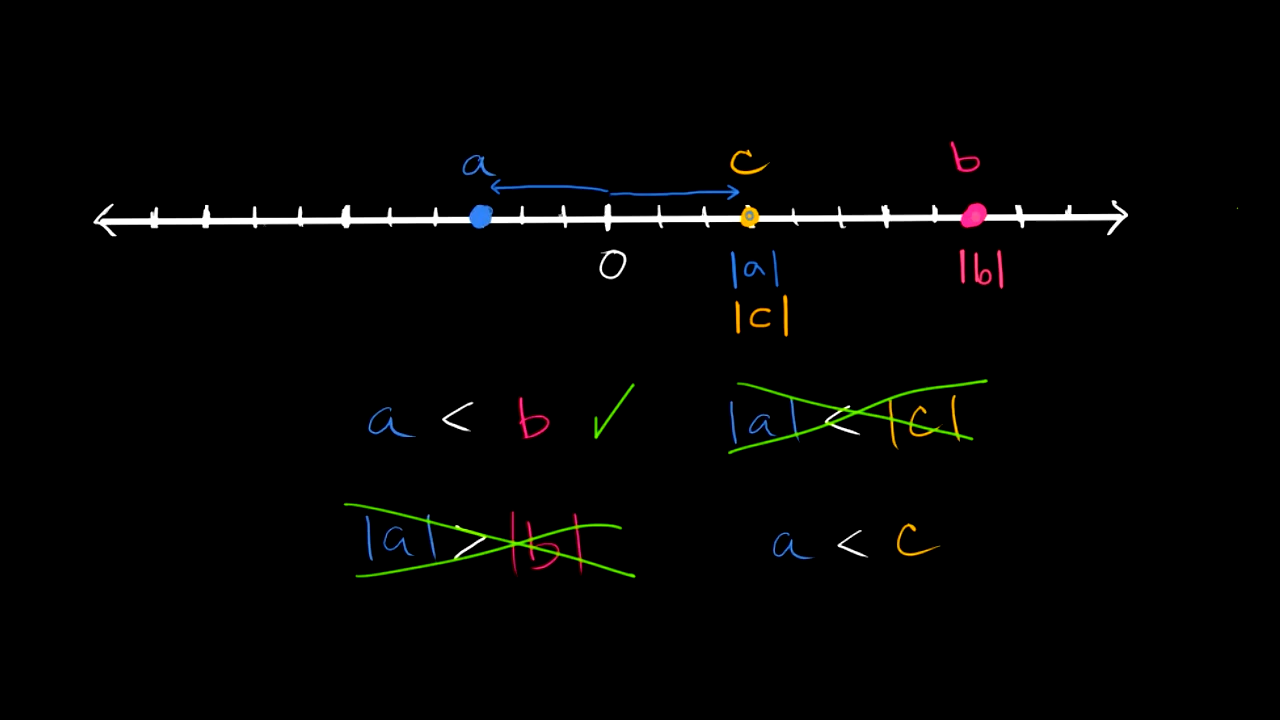 a c b
0 |a| |b|
|c|
a < b ✓ |a| < |c|
|a| > |b| a < c